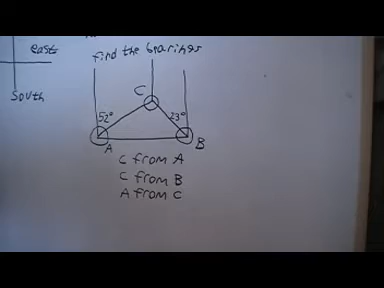 east
South
find the bearings
C
52°
23°
A
B
C from A
C from B
A from C